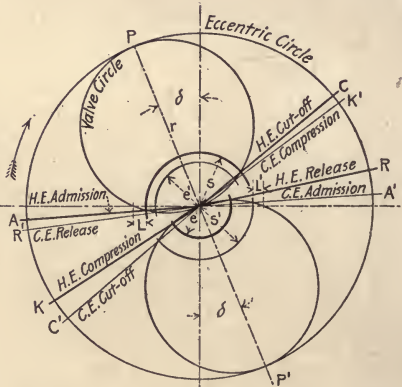 P
Eccentric Circle
Valve Circle
δ
r
C
K'
H.E. Cut-off
C.E. Compression
S
L
H.E. Release
R
C.E. Admission
A'
H.E. Admission
A
R'
C.E. Release
L
e'
e
S'
H.E. Compression
K
C.E. Cut-off
C'
δ
P'